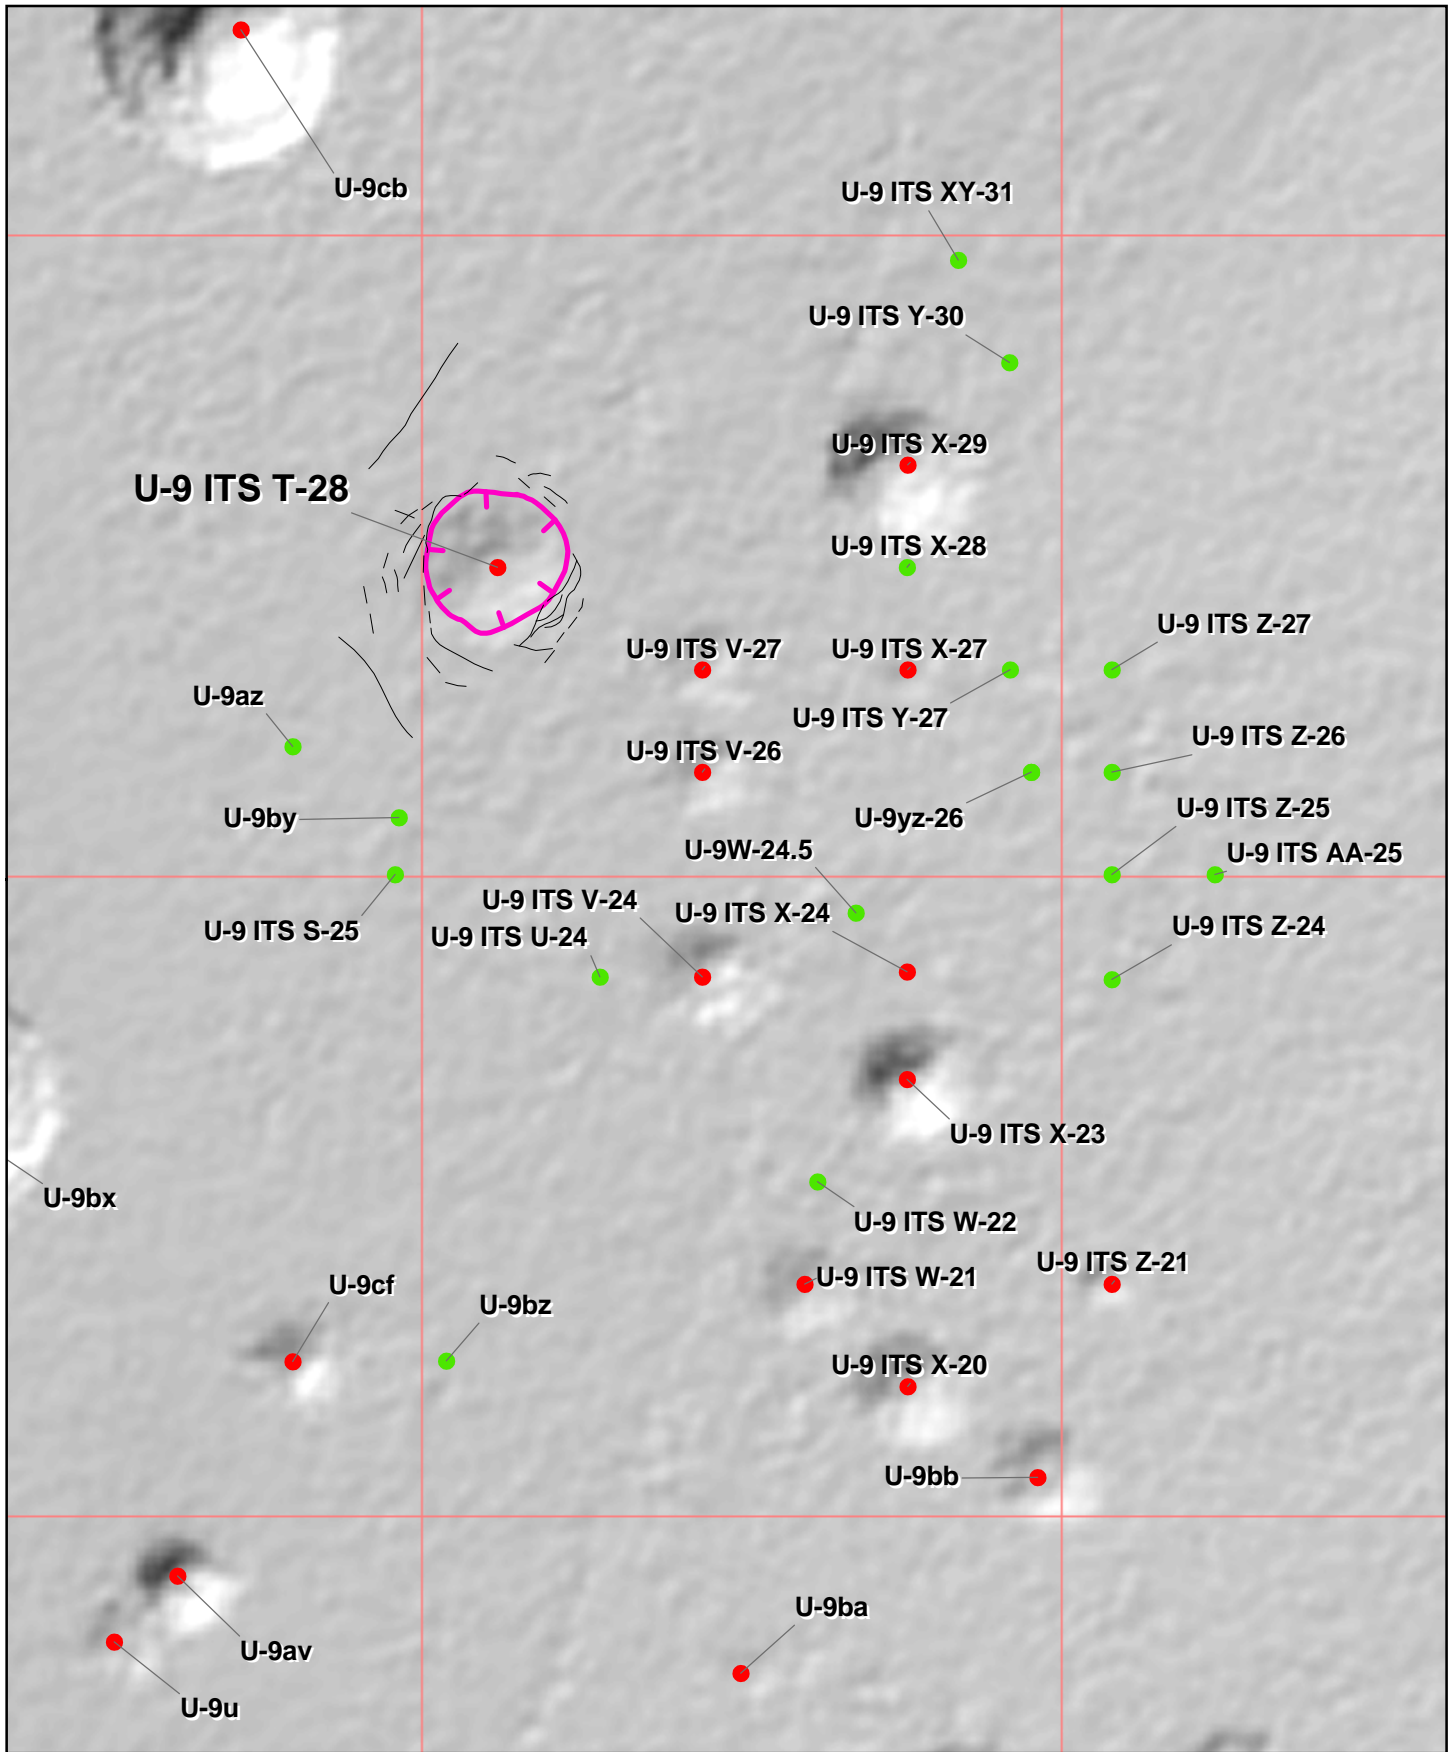 U-9cb
U-9 ITS XY-31
U-9 ITS Y-30
U-9 ITS X-29
U-9 ITS T-28
U-9 ITS X-28
U-9 ITS Z-27
U-9 ITS V-27
U-9 ITS X-27
U-9az
U-9 ITS Y-27
U-9 ITS Z-26
U-9 ITS V-26
U-9 ITS Z-25
U-9by
U-9yz-26
U-9W-24.5
U-9 ITS AA-25
U-9 ITS V-24
U-9 ITS X-24
U-9 ITS Z-24
U-9 ITS S-25
U-9 ITS U-24
U-9 ITS X-23
U-9bx
U-9 ITS W-22
U-9 ITS Z-21
U-9 ITS W-21
U-9cf
U-9bz
U-9 ITS X-20
U-9bb
U-9ba
U-9av
U-9u